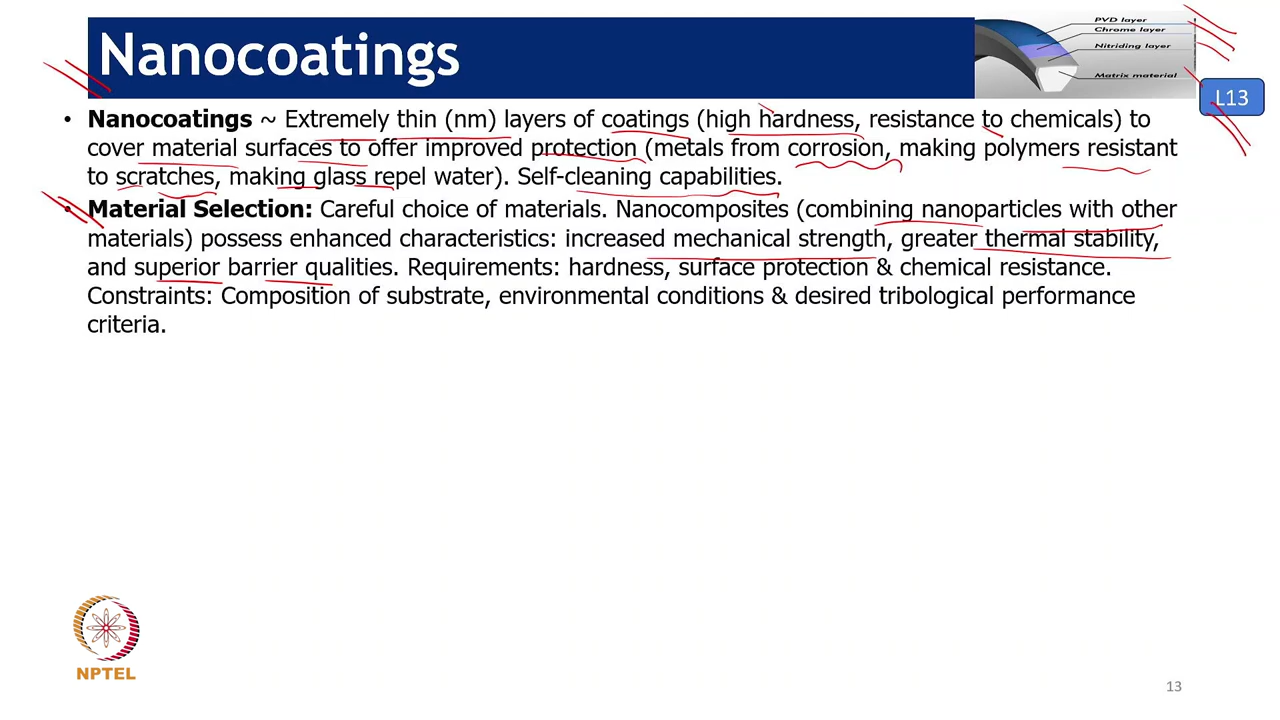 Nanocoatings
PVD layer
Chrome layer
Nitriding layer
Matrix material
L13
• Nanocoatings ~ Extremely thin (nm) layers of coatings (high hardness, resistance to chemicals) to
cover material surfaces to offer improved protection (metals from corrosion, making polymers resistant
to scratches, making glass repel water). Self-cleaning capabilities.
• Material Selection: Careful choice of materials. Nanocomposites (combining nanoparticles with other
materials) possess enhanced characteristics: increased mechanical strength, greater thermal stability,
and superior barrier qualities. Requirements: hardness, surface protection & chemical resistance.
Constraints: Composition of substrate, environmental conditions & desired tribological performance
criteria.
NPTEL
13